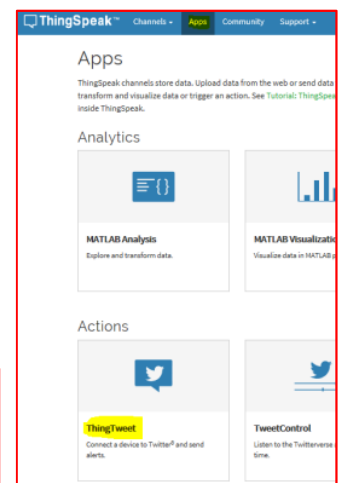 ThingSpeak™ Channels Apps Community Support
Apps
ThingSpeak channels store data. Upload data from the web or send data
transform and visualize data or trigger an action. See Tutorial: ThingSpea
inside ThingSpeak.
Analytics
MATLAB Analysis
MATLAB Visualizatio
Explore and transform data.
Visualize data in MATLAB p
Actions
ThingTweet
TweetControl
Connect a device to Twitter® and send
Listen to the Twitterverse
alerts.
time.